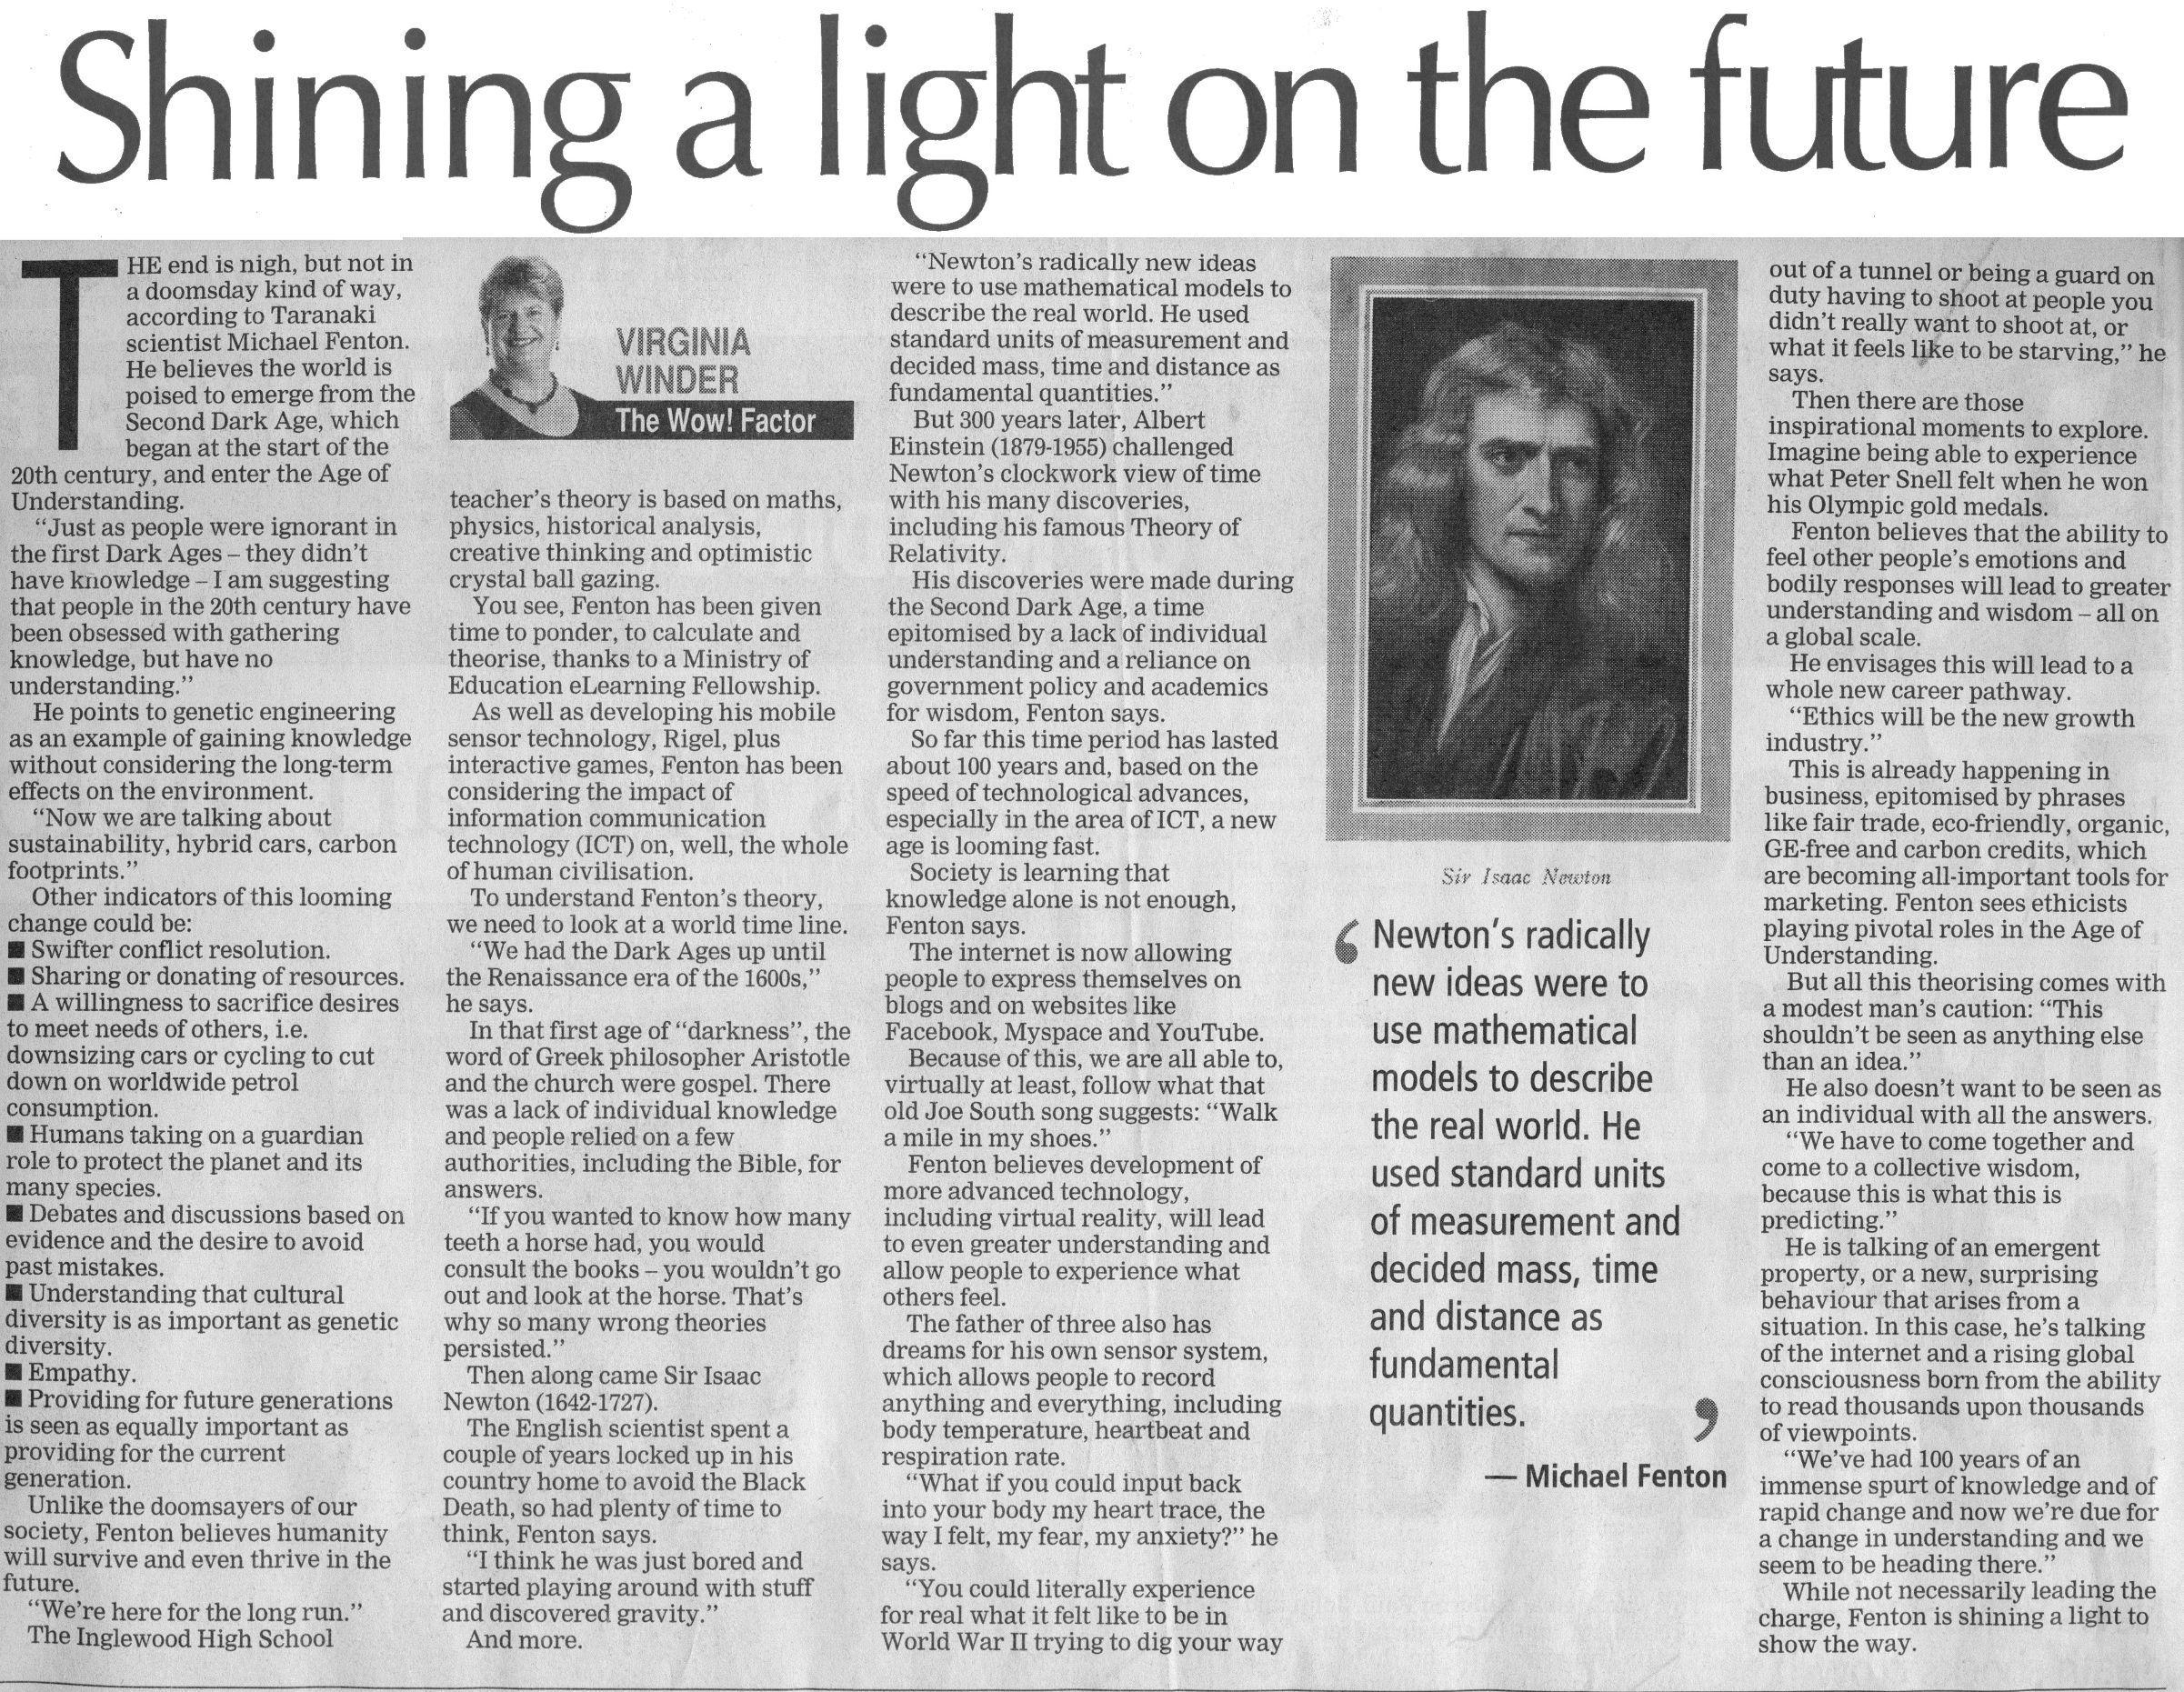 Shining a light on the future
THE end is nigh, but not in
a doomsday kind of way,
according to Taranaki
scientist Michael Fenton.
He believes the world is
poised to emerge from the
Second Dark Age, which
began at the start of the
20th century, and enter the Age of
Understanding.
“Just as people were ignorant in
the first Dark Ages – they didn’t
have knowledge – I am suggesting
that people in the 20th century have
been obsessed with gathering
knowledge, but have no
understanding.”
He points to genetic engineering
as an example of gaining knowledge
without considering the long-term
effects on the environment.
“Now we are talking about
sustainability, hybrid cars, carbon
footprints.”
Other indicators of this looming
change could be:
■ Swifter conflict resolution.
■ Sharing or donating of resources.
■ A willingness to sacrifice desires
to meet needs of others, i.e.
downsizing cars or cycling to cut
down on worldwide petrol
consumption.
■ Humans taking on a guardian
role to protect the planet and its
many species.
■ Debates and discussions based on
evidence and the desire to avoid
past mistakes.
■ Understanding that cultural
diversity is as important as genetic
diversity.
■ Empathy.
■ Providing for future generations
is seen as equally important as
providing for the current
generation.
Unlike the doomsayers of our
society, Fenton believes humanity
will survive and even thrive in the
future.
“We’re here for the long run.”
The Inglewood High School
VIRGINIA
WINDER
The Wow! Factor
teacher’s theory is based on maths,
physics, historical analysis,
creative thinking and optimistic
crystal ball gazing.
You see, Fenton has been given
time to ponder, to calculate and
theorise, thanks to a Ministry of
Education eLearning Fellowship.
As well as developing his mobile
sensor technology, Rigel, plus
interactive games, Fenton has been
considering the impact of
information communication
technology (ICT) on, well, the whole
of human civilisation.
To understand Fenton’s theory,
we need to look at a world time line.
“We had the Dark Ages up until
the Renaissance era of the 1600s,”
he says.
In that first age of “darkness”, the
word of Greek philosopher Aristotle
and the church were gospel. There
was a lack of individual knowledge
and people relied on a few
authorities, including the Bible, for
answers.
“If you wanted to know how many
teeth a horse had, you would
consult the books – you wouldn’t go
out and look at the horse. That’s
why so many wrong theories
persisted.”
Then along came Sir Isaac
Newton (1642-1727).
The English scientist spent a
couple of years locked up in his
country home to avoid the Black
Death, so had plenty of time to
think, Fenton says.
“I think he was just bored and
started playing around with stuff
and discovered gravity.”
And more.
“Newton’s radically new ideas
were to use mathematical models to
describe the real world. He used
standard units of measurement and
decided mass, time and distance as
fundamental quantities.”
But 300 years later, Albert
Einstein (1879-1955) challenged
Newton’s clockwork view of time
with his many discoveries,
including his famous Theory of
Relativity.
His discoveries were made during
the Second Dark Age, a time
epitomised by a lack of individual
understanding and a reliance on
government policy and academics
for wisdom, Fenton says.
So far this time period has lasted
about 100 years and, based on the
speed of technological advances,
especially in the area of ICT, a new
age is looming fast.
Society is learning that
knowledge alone is not enough,
Fenton says.
The internet is now allowing
people to express themselves on
blogs and on websites like
Facebook, Myspace and YouTube.
Because of this, we are all able to,
virtually at least, follow what that
old Joe South song suggests: “Walk
a mile in my shoes.”
Fenton believes development of
more advanced technology,
including virtual reality, will lead
to even greater understanding and
allow people to experience what
others feel.
The father of three also has
dreams for his own sensor system,
which allows people to record
anything and everything, including
body temperature, heartbeat and
respiration rate.
“What if you could input back
into your body my heart trace, the
way I felt, my fear, my anxiety?” he
says.
“You could literally experience
for real what it felt like to be in
World War II trying to dig your way
Sir Isaac Newton
‘ Newton’s radically
new ideas were to
use mathematical
models to describe
the real world. He
used standard units
of measurement and
decided mass, time
and distance as
fundamental
quantities. ’
— Michael Fenton
out of a tunnel or being a guard on
duty having to shoot at people you
didn’t really want to shoot at, or
what it feels like to be starving,” he
says.
Then there are those
inspirational moments to explore.
Imagine being able to experience
what Peter Snell felt when he won
his Olympic gold medals.
Fenton believes that the ability to
feel other people’s emotions and
bodily responses will lead to greater
understanding and wisdom – all on
a global scale.
He envisages this will lead to a
whole new career pathway.
“Ethics will be the new growth
industry.”
This is already happening in
business, epitomised by phrases
like fair trade, eco-friendly, organic,
GE-free and carbon credits, which
are becoming all-important tools for
marketing. Fenton sees ethicists
playing pivotal roles in the Age of
Understanding.
But all this theorising comes with
a modest man’s caution: “This
shouldn’t be seen as anything else
than an idea.”
He also doesn’t want to be seen as
an individual with all the answers.
“We have to come together and
come to a collective wisdom,
because this is what this is
predicting.”
He is talking of an emergent
property, or a new, surprising
behaviour that arises from a
situation. In this case, he’s talking
of the internet and a rising global
consciousness born from the ability
to read thousands upon thousands
of viewpoints.
“We’ve had 100 years of an
immense spurt of knowledge and of
rapid change and now we’re due for
a change in understanding and we
seem to be heading there.”
While not necessarily leading the
charge, Fenton is shining a light to
show the way.